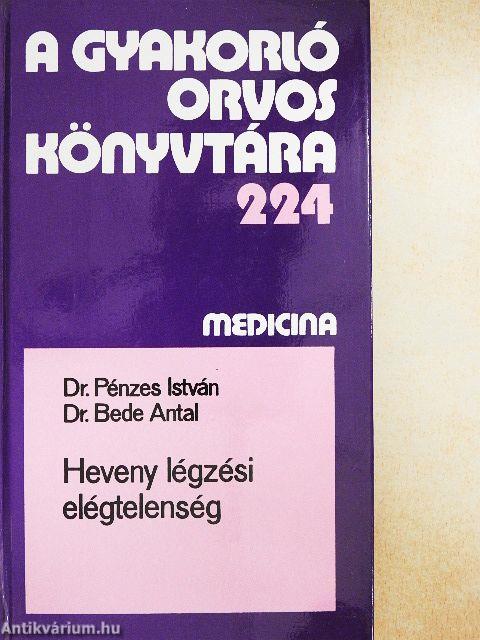 A GYAKORLÓ
ORVOS
KÖNYVTÁRA
224
MEDICINA
Dr. Pénzes István
Dr. Bede Antal
Heveny légzési
elégtelenség
Antikvárium.hu